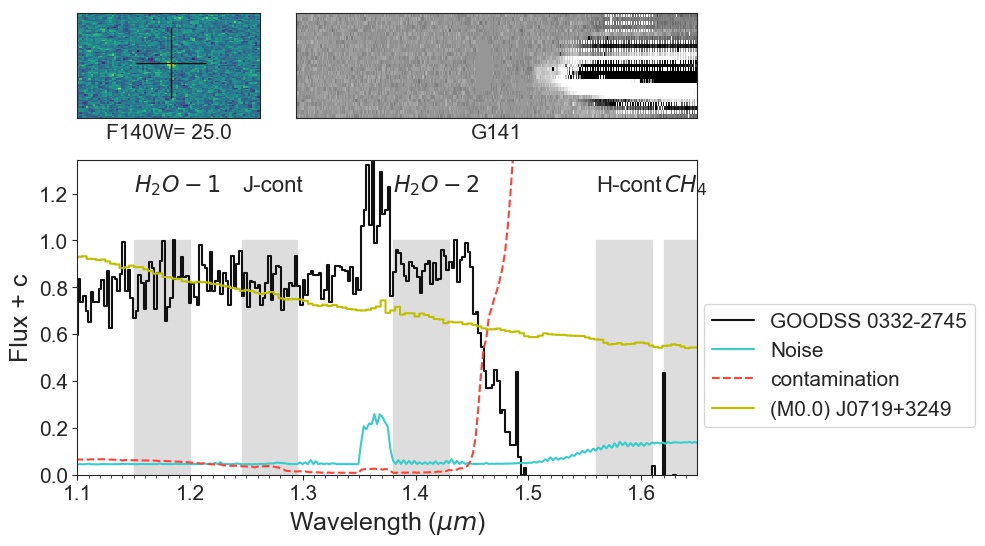 F140W= 25.0
G141
H₂O − 1
J-cont
H₂O − 2
H-cont
CH₄
Flux + c
1.2
1.0
0.8
0.6
0.4
0.2
0.0
1.1
1.2
1.3
1.4
1.5
1.6
Wavelength (μm)
GOODSS 0332-2745
Noise
contamination
(M0.0) J0719+3249